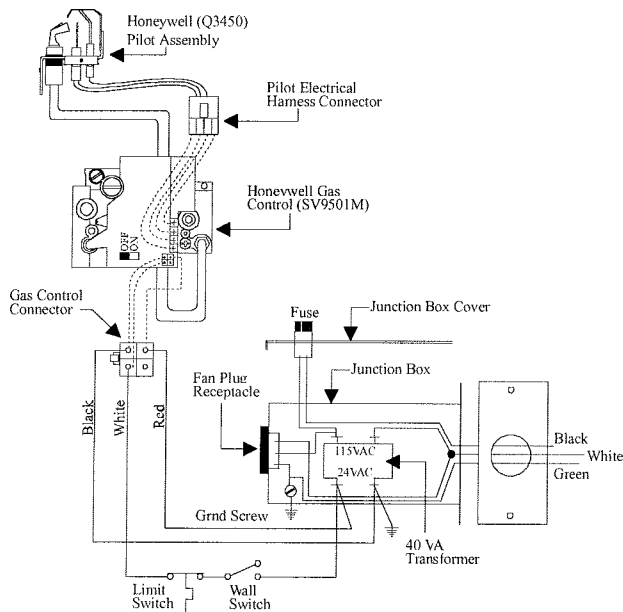 Honeywell (Q3450)
Pilot Assembly
Pilot Electrical
Harness Connector
Honeywell Gas
Control (SV9501M)
OFF
ON
Gas Control
Connector
Fuse
Junction Box Cover
Junction Box
Fan Plug
Receptacle
Black
White
Red
115VAC
24VAC
Black
White
Green
Grnd Screw
40 VA
Transformer
Limit
Switch
Wall
Switch